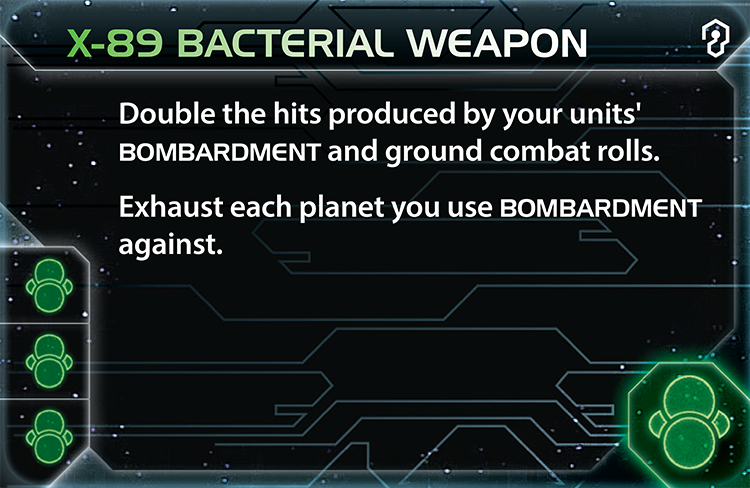 X-89 BACTERIAL WEAPON
Double the hits produced by your units'
BOMBARDMENT and ground combat rolls.
Exhaust each planet you use BOMBARDMENT
against.